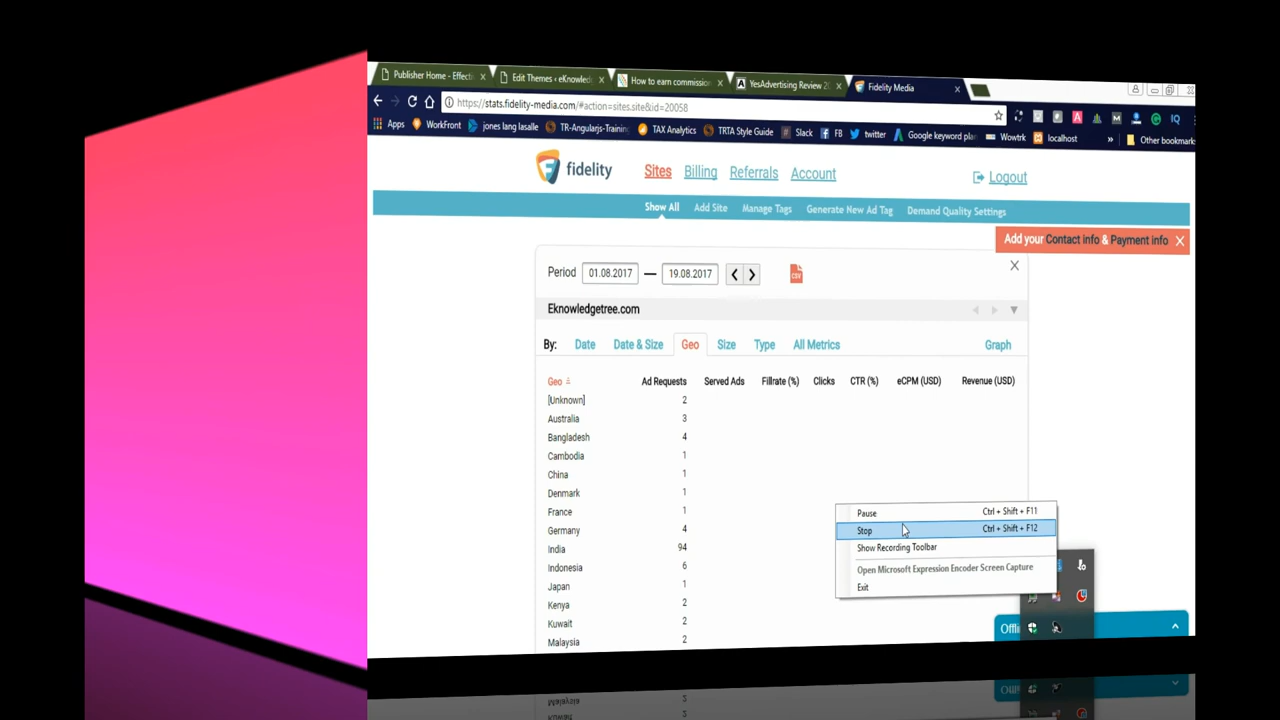 Publisher Home - Effecti
Edit Themes ‹ eKnowled
How to earn commissio
YesAdvertising Review 20
Fidelity Media
https://stats.fidelity-media.com/#action=sites.site&id=20058
Apps
WorkFront
jones lang lasalle
TR-Angularjs-Training
TAX Analytics
TRTA Style Guide
Slack
FB
twitter
Google keyword plan
Wowtrk
localhost
»
Other bookmark
fidelity
Sites
Billing
Referrals
Account
Logout
Show All
Add Site
Manage Tags
Generate New Ad Tag
Demand Quality Settings
Add your Contact info & Payment info
Period 01.08.2017 — 19.08.2017
CSV
Eknowledgetree.com
By: Date Date & Size Geo Size Type All Metrics Graph
Geo Ad Requests Served Ads Fillrate (%) Clicks CTR (%) eCPM (USD) Revenue (USD)
[Unknown] 2
Australia 3
Bangladesh 4
Cambodia 1
China 1
Denmark 1
France 1
Germany 4
India 94
Indonesia 6
Japan 1
Kenya 2
Kuwait 2
Malaysia 2
Pause Ctrl + Shift + F11
Stop Ctrl + Shift + F12
Show Recording Toolbar
Open Microsoft Expression Encoder Screen Capture
Exit
Offli